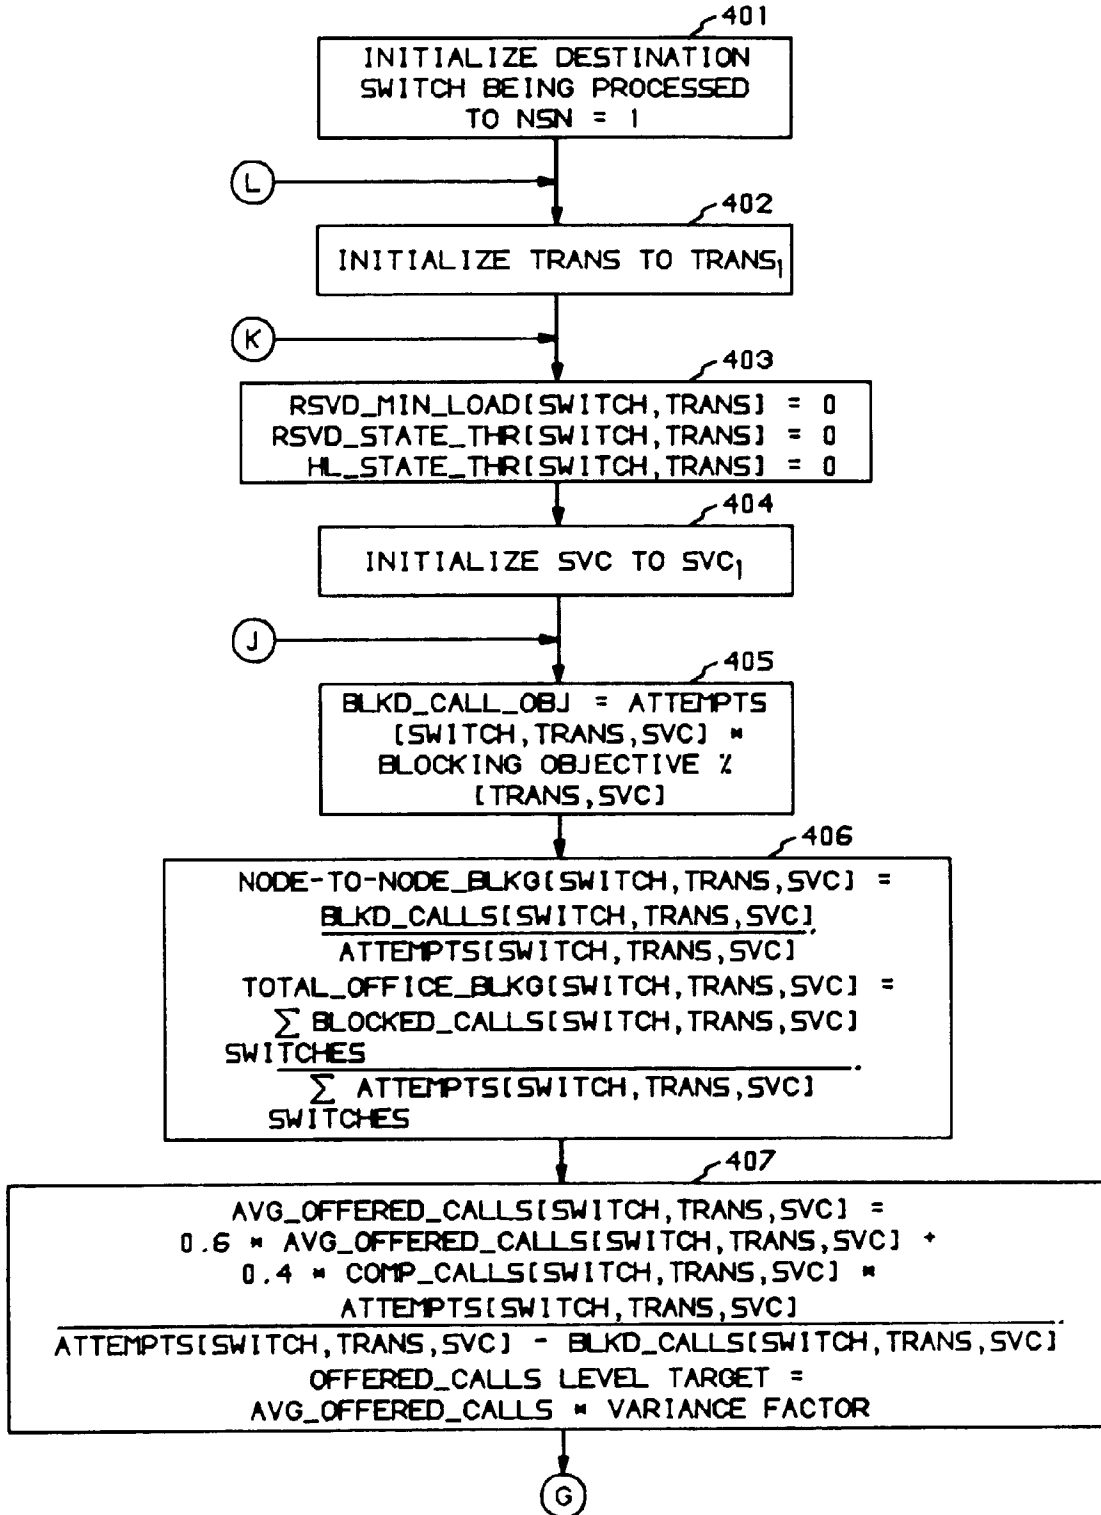 401
INITIALIZE DESTINATION
SWITCH BEING PROCESSED
TO NSN = 1
L
402
INITIALIZE TRANS TO TRANS₁
K
403
RSVD_MIN_LOAD[SWITCH,TRANS] = 0
RSVD_STATE_THR[SWITCH,TRANS] = 0
HL_STATE_THR[SWITCH,TRANS] = 0
404
INITIALIZE SVC TO SVC₁
J
405
BLKD_CALL_OBJ = ATTEMPTS
[SWITCH,TRANS,SVC] *
BLOCKING OBJECTIVE %
[TRANS,SVC]
406
NODE-TO-NODE_BLKG[SWITCH,TRANS,SVC] =
BLKD_CALLS[SWITCH,TRANS,SVC]
ATTEMPTS[SWITCH,TRANS,SVC]
TOTAL_OFFICE_BLKG[SWITCH,TRANS,SVC] =
∑ BLOCKED_CALLS[SWITCH,TRANS,SVC]
SWITCHES
∑ ATTEMPTS[SWITCH,TRANS,SVC]
SWITCHES
407
AVG_OFFERED_CALLS[SWITCH,TRANS,SVC] =
0.6 * AVG_OFFERED_CALLS[SWITCH,TRANS,SVC] +
0.4 * COMP_CALLS[SWITCH,TRANS,SVC] *
ATTEMPTS[SWITCH,TRANS,SVC]
ATTEMPTS[SWITCH,TRANS,SVC] - BLKD_CALLS[SWITCH,TRANS,SVC]
OFFERED_CALLS LEVEL TARGET =
AVG_OFFERED_CALLS * VARIANCE FACTOR
G